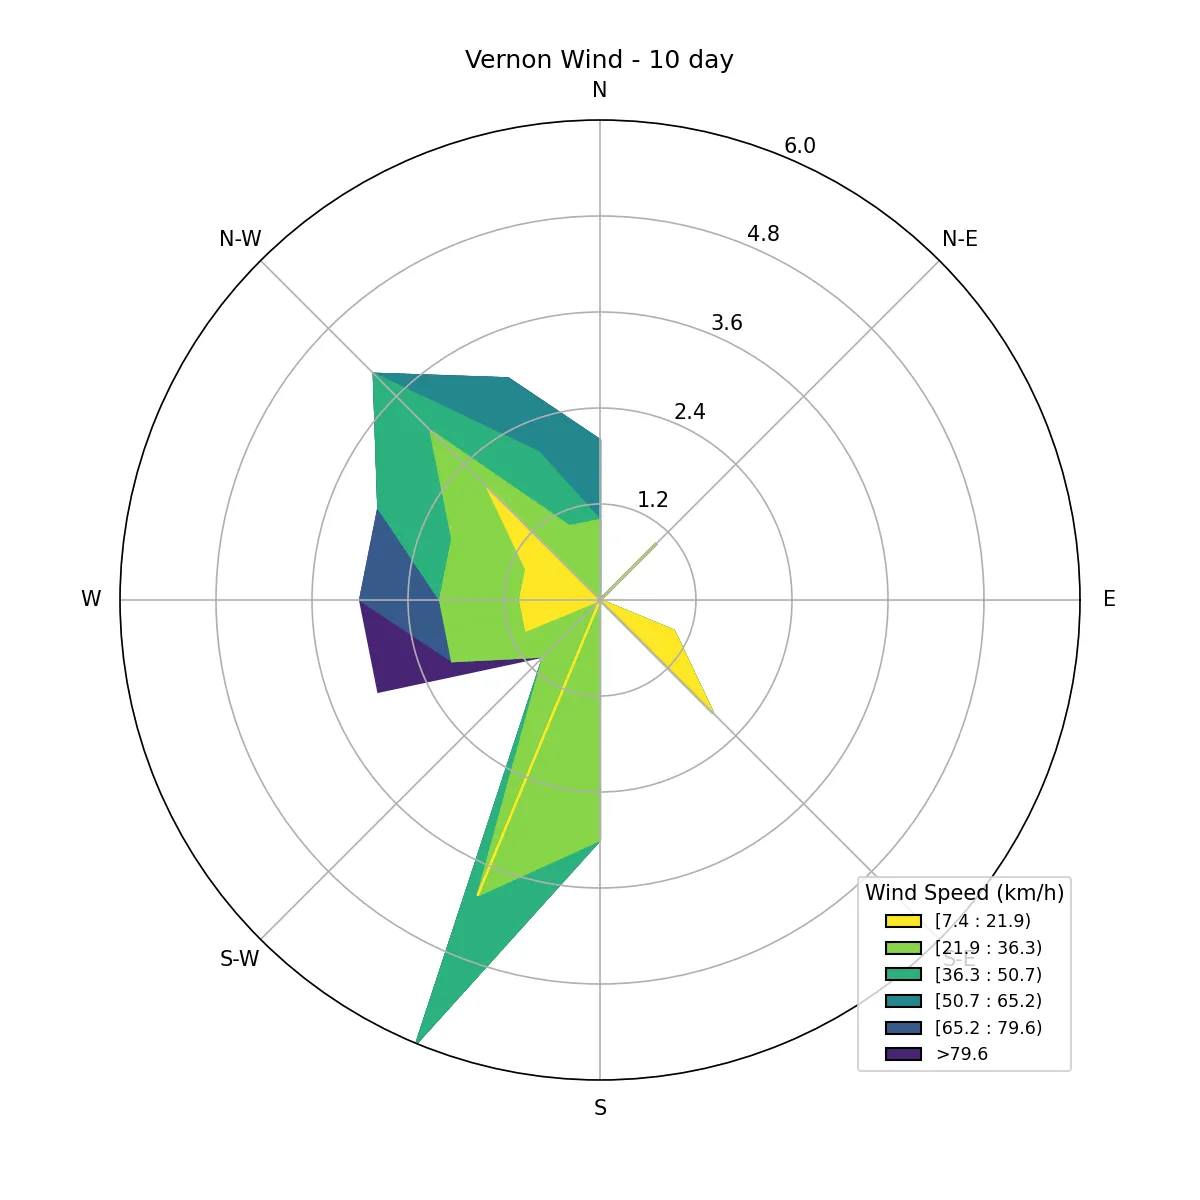 Vernon Wind - 10 day
N
6.0
4.8
N-W
N-E
3.6
2.4
1.2
W
E
S-W
S-E
Wind Speed (km/h)
[7.4 : 21.9)
[21.9 : 36.3)
[36.3 : 50.7)
[50.7 : 65.2)
[65.2 : 79.6)
>79.6
S